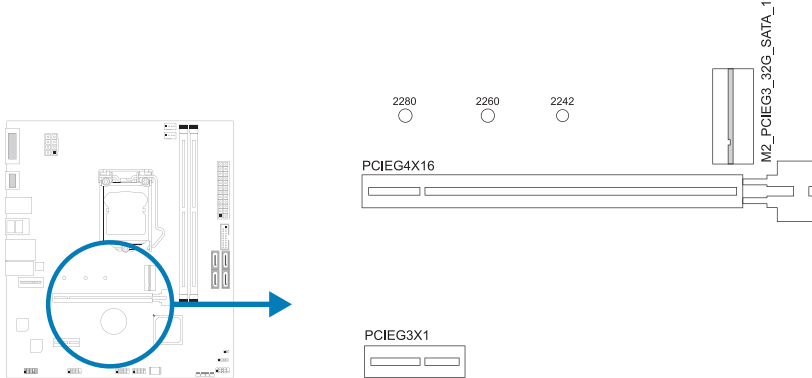 M2_PCIEG3_32G_SATA_1
2280 2260 2242
PCIEG4X16
PCIEG3X1